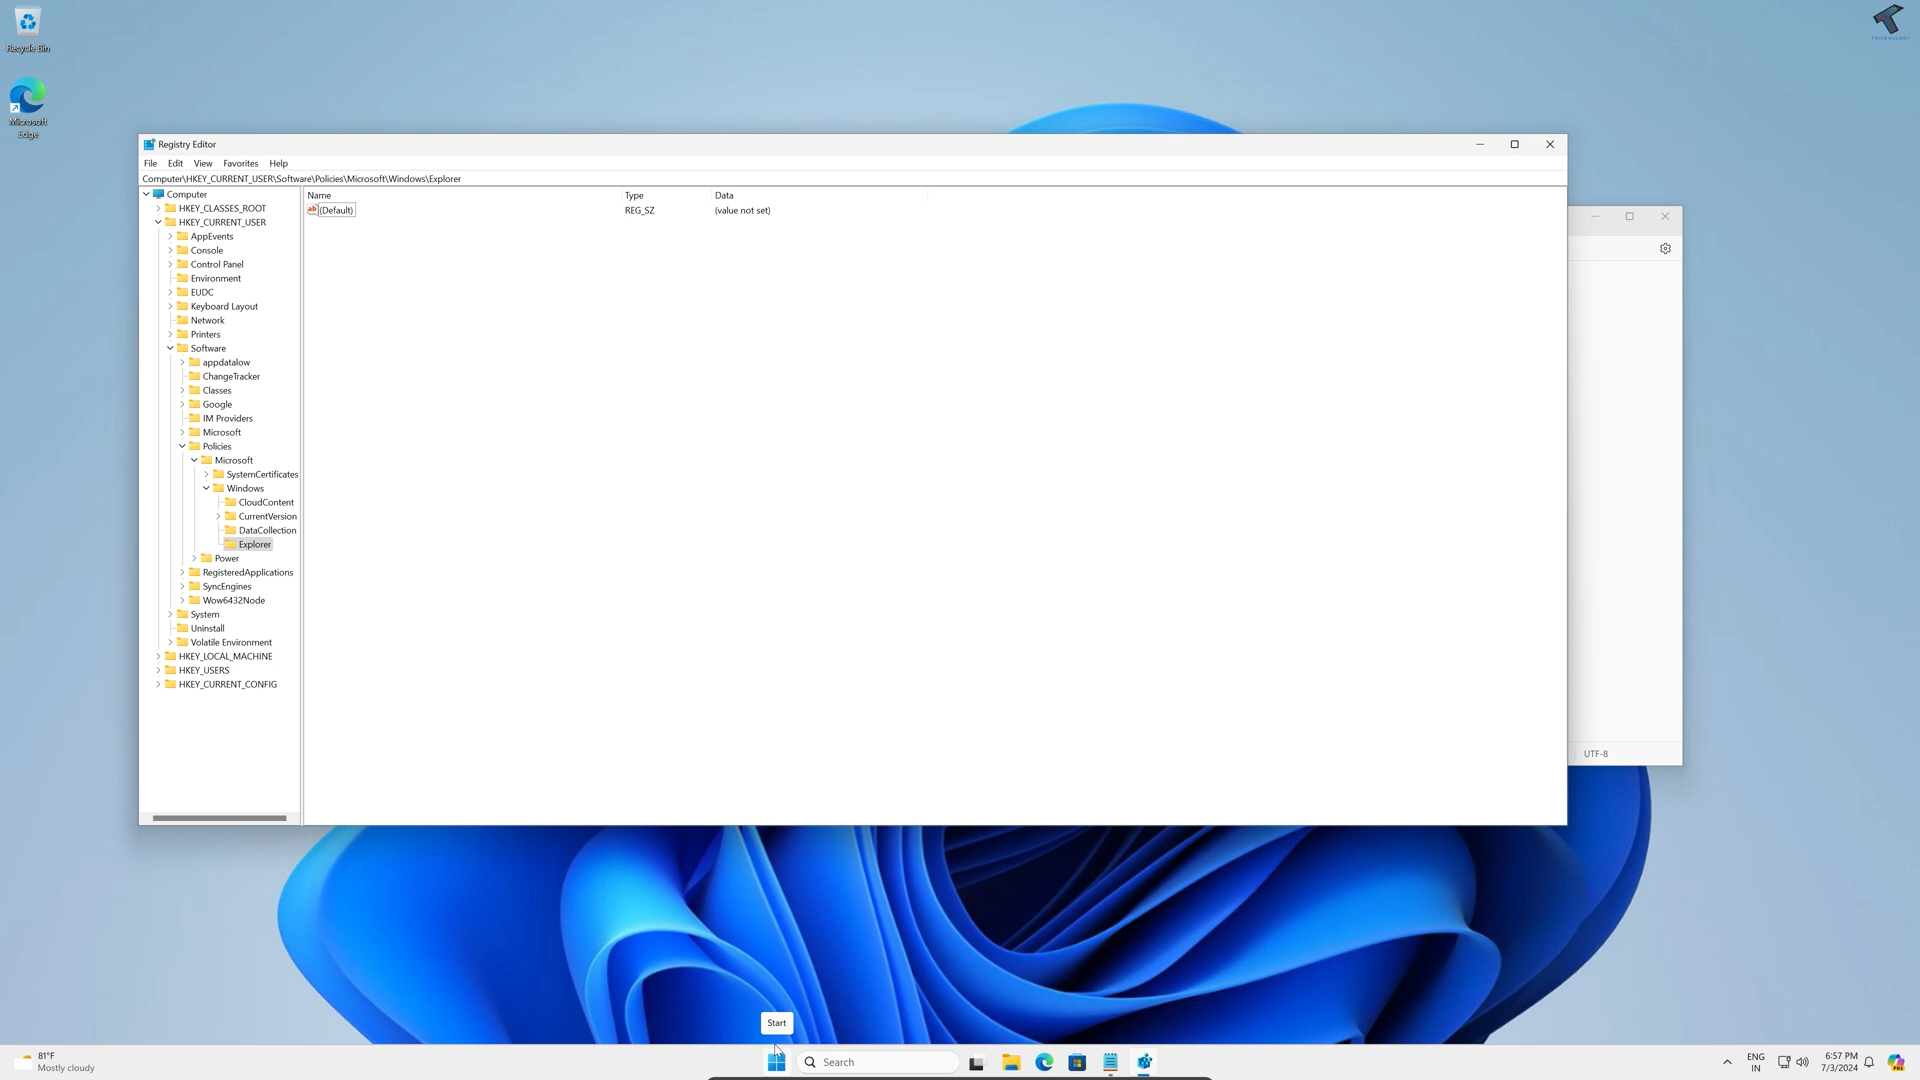 Recycle Bin
Microsoft
Edge
TRICKNOLOGY
Registry Editor
File Edit View Favorites Help
Computer\HKEY_CURRENT_USER\Software\Policies\Microsoft\Windows\Explorer
Name Type Data
ab (Default) REG_SZ (value not set)
Computer
HKEY_CLASSES_ROOT
HKEY_CURRENT_USER
AppEvents
Console
Control Panel
Environment
EUDC
Keyboard Layout
Network
Printers
Software
appdatalow
ChangeTracker
Classes
Google
IM Providers
Microsoft
Policies
Microsoft
SystemCertificates
Windows
CloudContent
CurrentVersion
DataCollection
Explorer
Power
RegisteredApplications
SyncEngines
Wow6432Node
System
Uninstall
Volatile Environment
HKEY_LOCAL_MACHINE
HKEY_USERS
HKEY_CURRENT_CONFIG
UTF-8
Start
81°F
Mostly cloudy
Search
ENG
IN
6:57 PM
7/3/2024
PRE